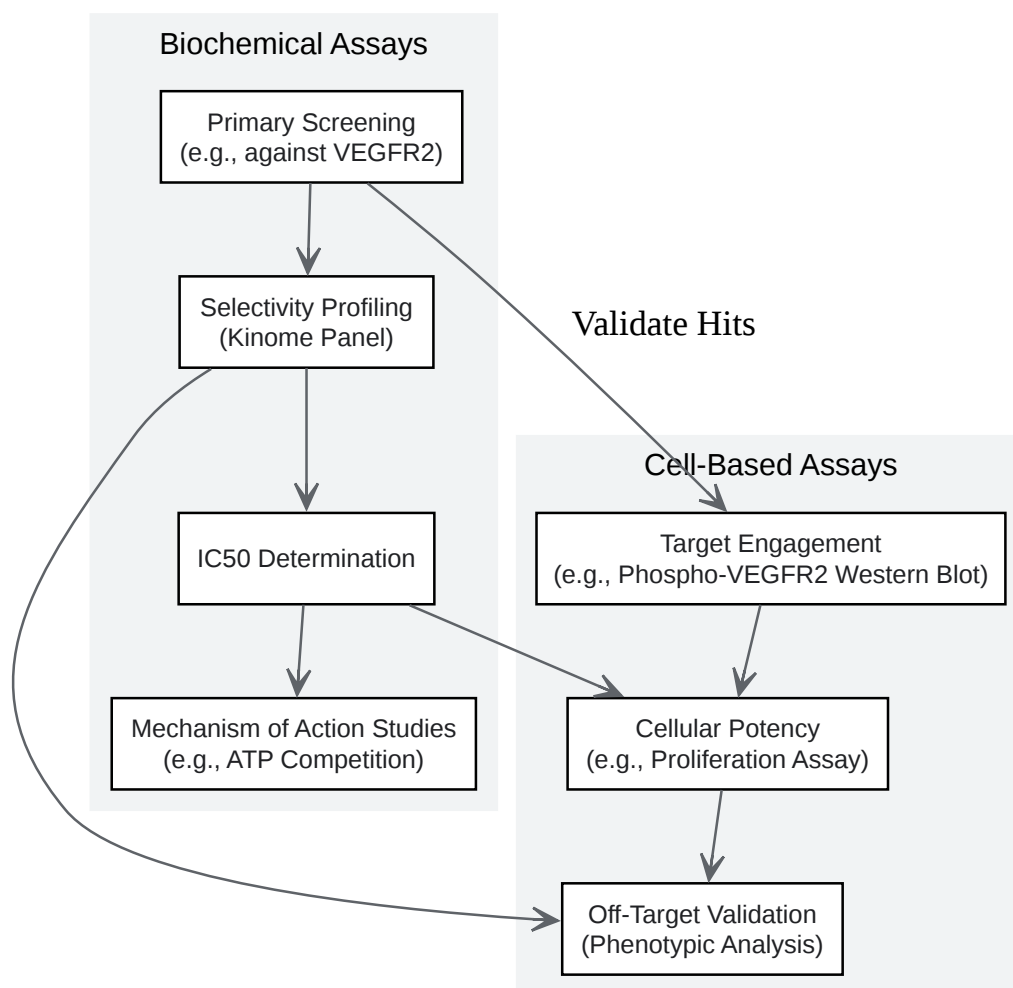 Biochemical Assays
Primary Screening
(e.g., against VEGFR2)
Selectivity Profiling
(Kinome Panel)
Validate Hits
Cell-Based Assays
IC50 Determination
Target Engagement
(e.g., Phospho-VEGFR2 Western Blot)
Mechanism of Action Studies
(e.g., ATP Competition)
Cellular Potency
(e.g., Proliferation Assay)
Off-Target Validation
(Phenotypic Analysis)